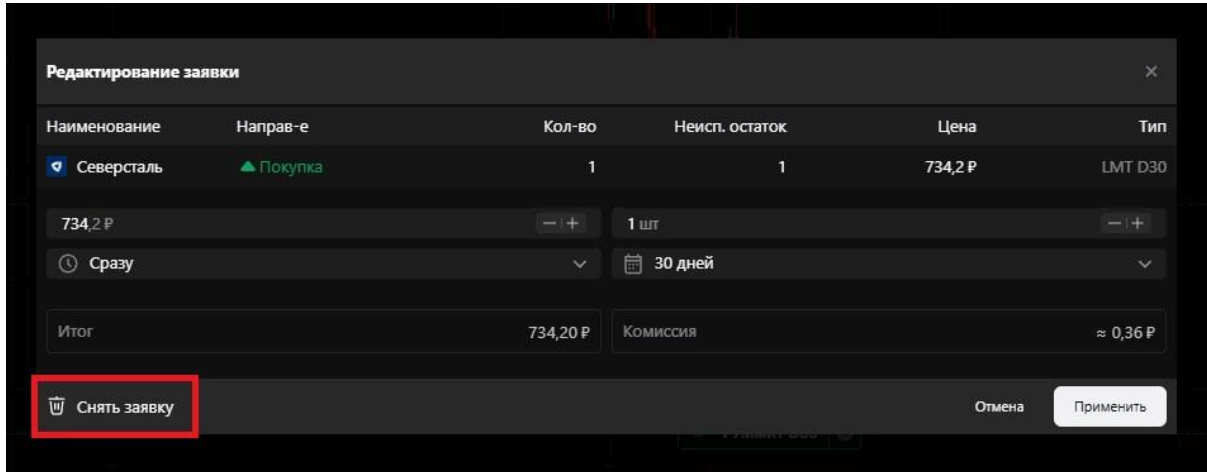 Редактирование заявки
Наименование Направ-е Кол-во Неисп. остаток Цена Тип
Северсталь Покупка 1 1 734,2 ₽ LMT D30
734,2 ₽ 1 шт
Сразу 30 дней
Итог 734,20 ₽ Комиссия ≈ 0,36 ₽
Снять заявку Отмена Применить